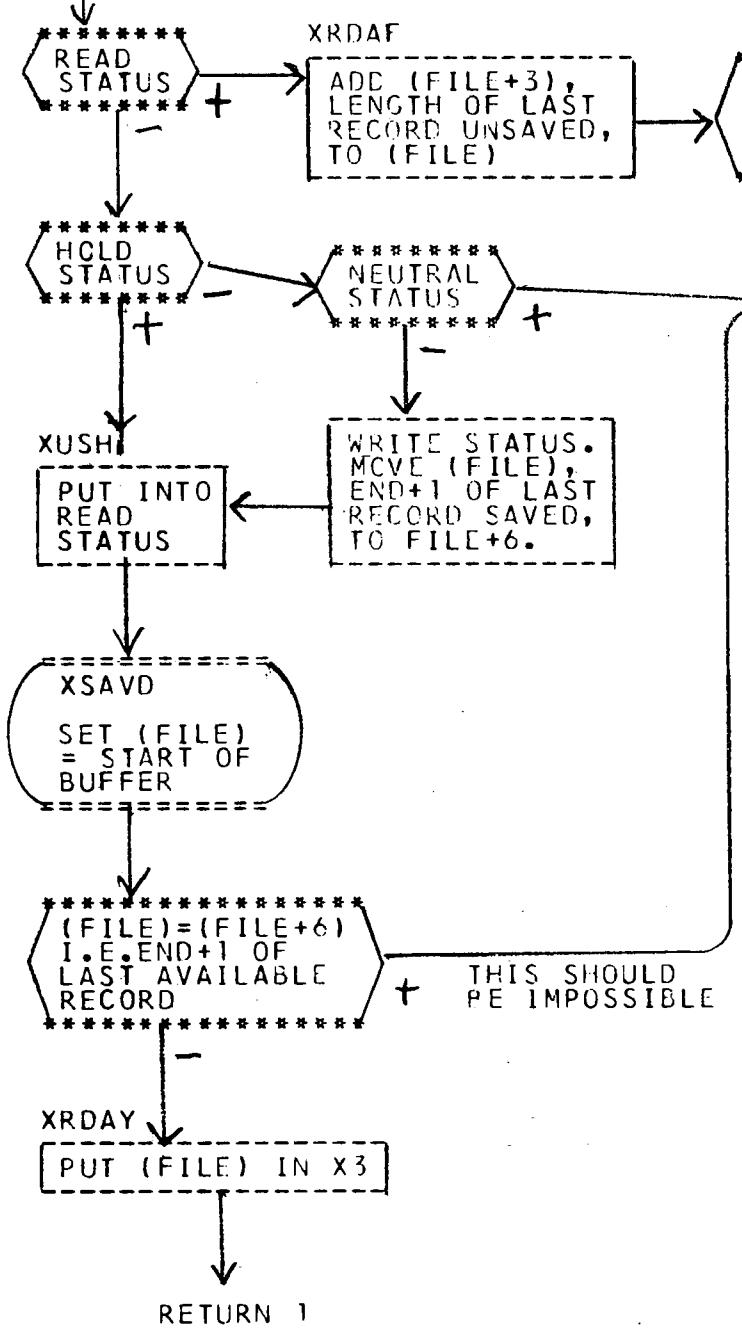 READ
STATUS
+
-
XRDAF
ADD (FILE+3),
LENGTH OF LAST
RECORD UNSAVED,
TO (FILE)
HOLD
STATUS
-
+
NEUTRAL
STATUS
+
-
WRITE STATUS.
MOVE (FILE),
END+1 OF LAST
RECORD SAVED,
TO FILE+6.
XUSH
PUT INTO
READ
STATUS
XSAVD
SET (FILE)
= START OF
BUFFER
(FILE)=(FILE+6)
I.E.END+1 OF
LAST AVAILABLE
RECORD
+
THIS SHOULD
BE IMPOSSIBLE
-
XRDAY
PUT (FILE) IN X3
RETURN 1